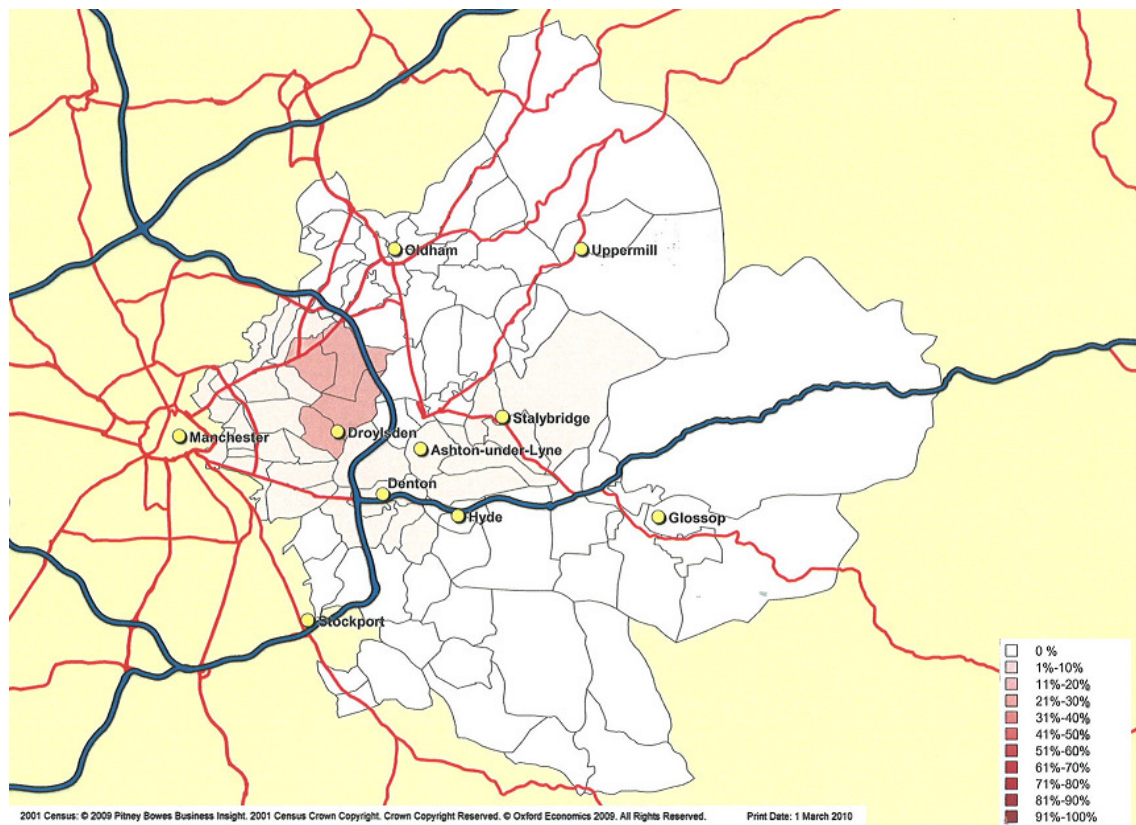 Oldham
Uppermill
Stalybridge
Manchester
Droylsden
Ashton-under-Lyne
Denton
Hyde
Glossop
Stockport
0 %
1%-10%
11%-20%
21%-30%
31%-40%
41%-50%
51%-60%
61%-70%
71%-80%
81%-90%
91%-100%
2001 Census: © 2009 Pitney Bowes Business Insight. 2001 Census Crown Copyright. Crown Copyright Reserved. © Oxford Economics 2009. All Rights Reserved. Print Date: 1 March 2010